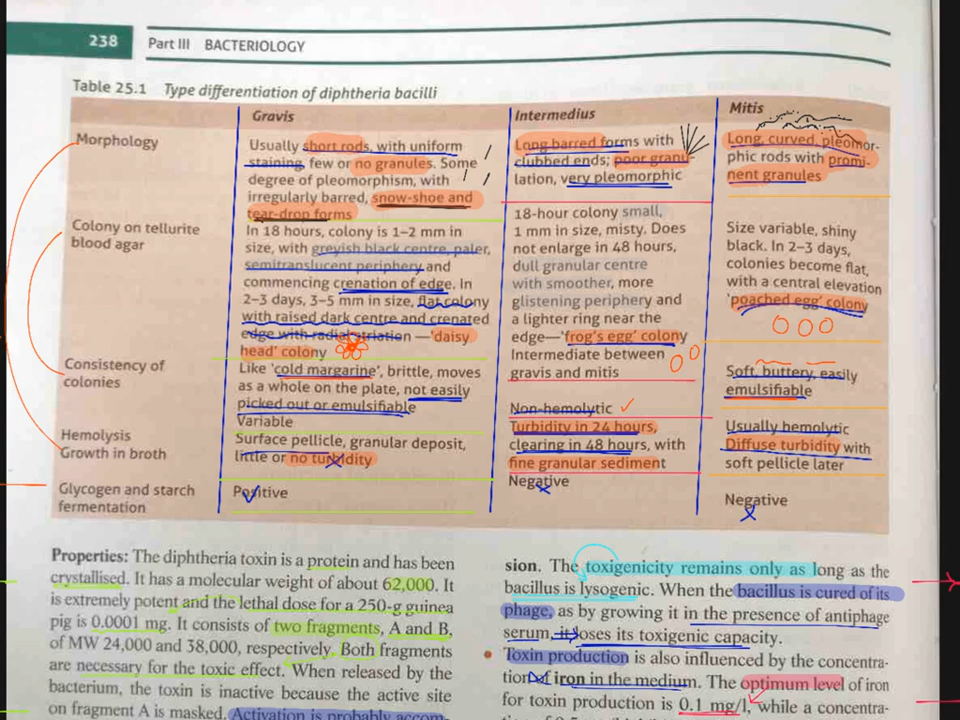 238
Part III BACTERIOLOGY
Table 25.1 Type differentiation of diphtheria bacilli
Gravis
Intermedius
Mitis
Morphology
Usually short rods, with uniform
staining, few or no granules. Some
degree of pleomorphism, with
irregularly barred, snow-shoe and
tear-drop forms
Long barred forms with
clubbed ends; poor granu-
lation, very pleomorphic
Long, curved, pleomor-
phic rods with promi-
nent granules
Colony on tellurite
blood agar
In 18 hours, colony is 1–2 mm in
size, with greyish black centre, paler,
semitranslucent periphery and
commencing crenation of edge. In
2–3 days, 3–5 mm in size, flat colony
with raised dark centre and crenated
edge with radial striation —'daisy
head' colony
18-hour colony small,
1 mm in size, misty. Does
not enlarge in 48 hours,
dull granular centre
with smoother, more
glistening periphery and
a lighter ring near the
edge—'frog's egg' colony
Size variable, shiny
black. In 2–3 days,
colonies become flat,
with a central elevation
'poached egg' colony
Consistency of
colonies
Like 'cold margarine', brittle, moves
as a whole on the plate, not easily
picked out or emulsifiable
Intermediate between
gravis and mitis
Soft, buttery, easily
emulsifiable
Hemolysis
Variable
Non-hemolytic
Usually hemolytic
Growth in broth
Surface pellicle, granular deposit,
little or no turbidity
Turbidity in 24 hours,
clearing in 48 hours, with
fine granular sediment
Diffuse turbidity with
soft pellicle later
Glycogen and starch
fermentation
Positive
Negative
Negative
Properties: The diphtheria toxin is a protein and has been
crystallised. It has a molecular weight of about 62,000. It
is extremely potent and the lethal dose for a 250-g guinea
pig is 0.0001 mg. It consists of two fragments, A and B,
of MW 24,000 and 38,000, respectively. Both fragments
are necessary for the toxic effect. When released by the
bacterium, the toxin is inactive because the active site
on fragment A is masked. Activation is probably accom-
sion. The toxigenicity remains only as long as the
bacillus is lysogenic. When the bacillus is cured of its
phage, as by growing it in the presence of antiphage
serum, it loses its toxigenic capacity.
• Toxin production is also influenced by the concentra-
tion of iron in the medium. The optimum level of iron
for toxin production is 0.1 mg/l, while a concentra-